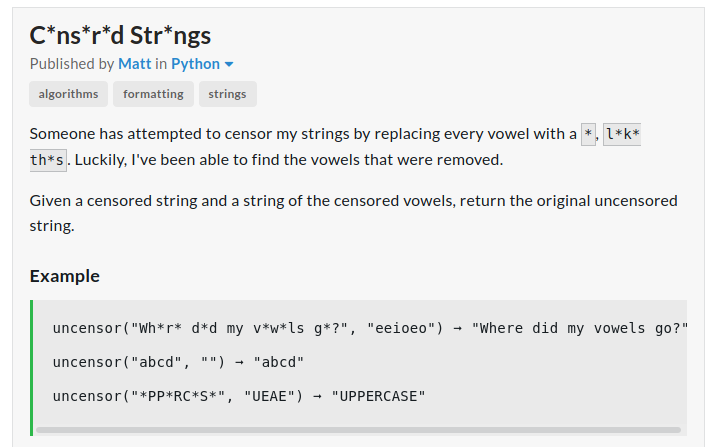 C*ns*r*d Str*ngs
Published by Matt in Python
algorithms formatting strings
Someone has attempted to censor my strings by replacing every vowel with a *, l*k*
th*s. Luckily, I've been able to find the vowels that were removed.
Given a censored string and a string of the censored vowels, return the original uncensored
string.
Example
uncensor("Wh*r* d*d my v*w*ls g*?", "eeioeo") → "Where did my vowels go?"
uncensor("abcd", "") → "abcd"
uncensor("*PP*RC*S*", "UEAE") → "UPPERCASE"